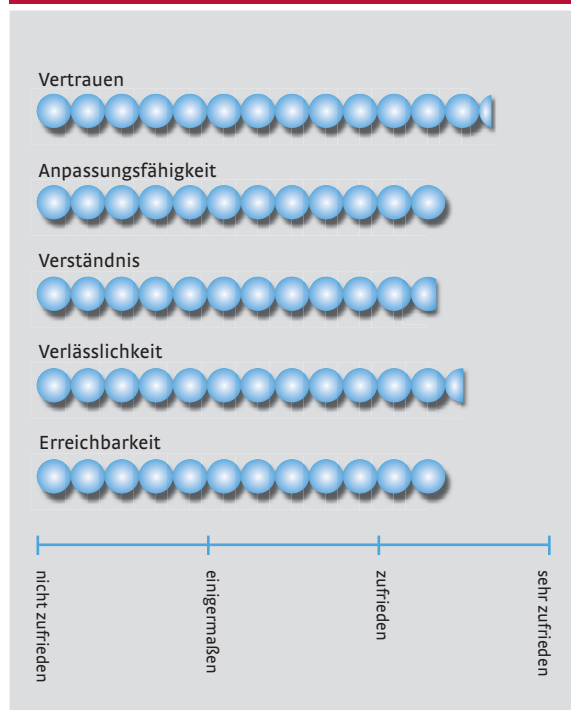 Vertrauen
Anpassungsfähigkeit
Verständnis
Verlässlichkeit
Erreichbarkeit
nicht zufrieden
einigermaßen
zufrieden
sehr zufrieden